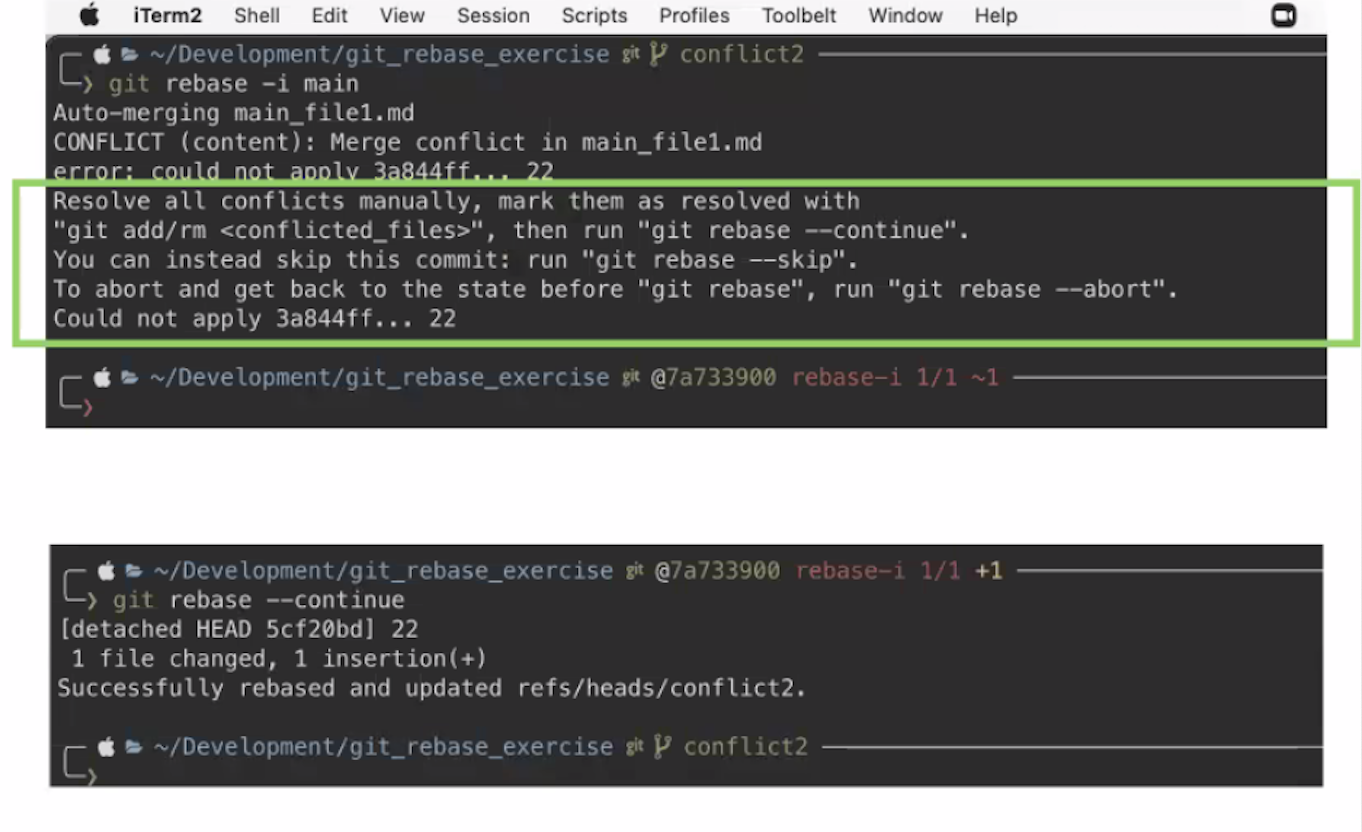 iTerm2 Shell Edit View Session Scripts Profiles Toolbelt Window Help
~/Development/git_rebase_exercise git conflict2
❯ git rebase -i main
Auto-merging main_file1.md
CONFLICT (content): Merge conflict in main_file1.md
error: could not apply 3a844ff... 22
Resolve all conflicts manually, mark them as resolved with
"git add/rm <conflicted_files>", then run "git rebase --continue".
You can instead skip this commit: run "git rebase --skip".
To abort and get back to the state before "git rebase", run "git rebase --abort".
Could not apply 3a844ff... 22
~/Development/git_rebase_exercise git @7a733900 rebase-i 1/1 ~1
❯
~/Development/git_rebase_exercise git @7a733900 rebase-i 1/1 +1
❯ git rebase --continue
[detached HEAD 5cf20bd] 22
1 file changed, 1 insertion(+)
Successfully rebased and updated refs/heads/conflict2.
~/Development/git_rebase_exercise git conflict2
❯